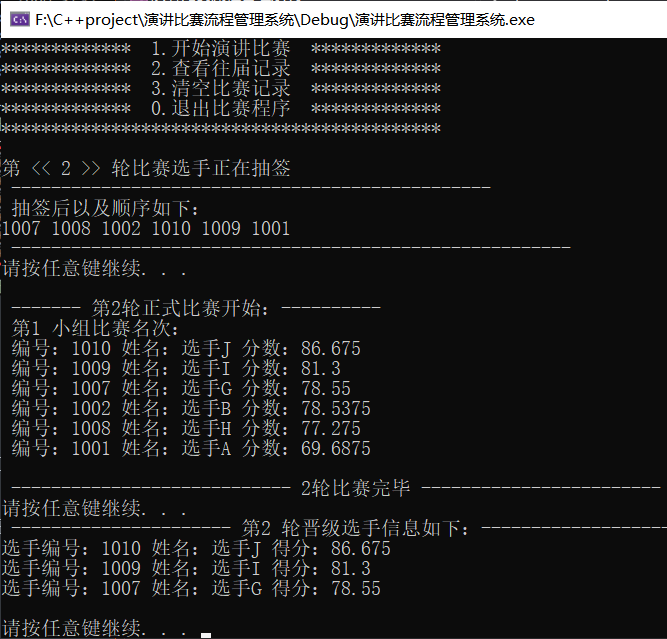 F:\C++project\演讲比赛流程管理系统\Debug\演讲比赛流程管理系统.exe
************* 1.开始演讲比赛 *************
************* 2.查看往届记录 *************
************* 3.清空比赛记录 *************
************* 0.退出比赛程序 *************
********************************************
第 << 2 >> 轮比赛选手正在抽签
------------------------------------------------
抽签后以及顺序如下：
1007 1008 1002 1010 1009 1001
--------------------------------------------------------
请按任意键继续. . .
------- 第2轮正式比赛开始：----------
第1 小组比赛名次：
编号：1010 姓名：选手J 分数：86.675
编号：1009 姓名：选手I 分数：81.3
编号：1007 姓名：选手G 分数：78.55
编号：1002 姓名：选手B 分数：78.5375
编号：1008 姓名：选手H 分数：77.275
编号：1001 姓名：选手A 分数：69.6875
---------------------------- 2轮比赛完毕 ------------------------
请按任意键继续. . .
---------------------- 第2 轮晋级选手信息如下：-------------------
选手编号：1010 姓名：选手J 得分：86.675
选手编号：1009 姓名：选手I 得分：81.3
选手编号：1007 姓名：选手G 得分：78.55
请按任意键继续. . .